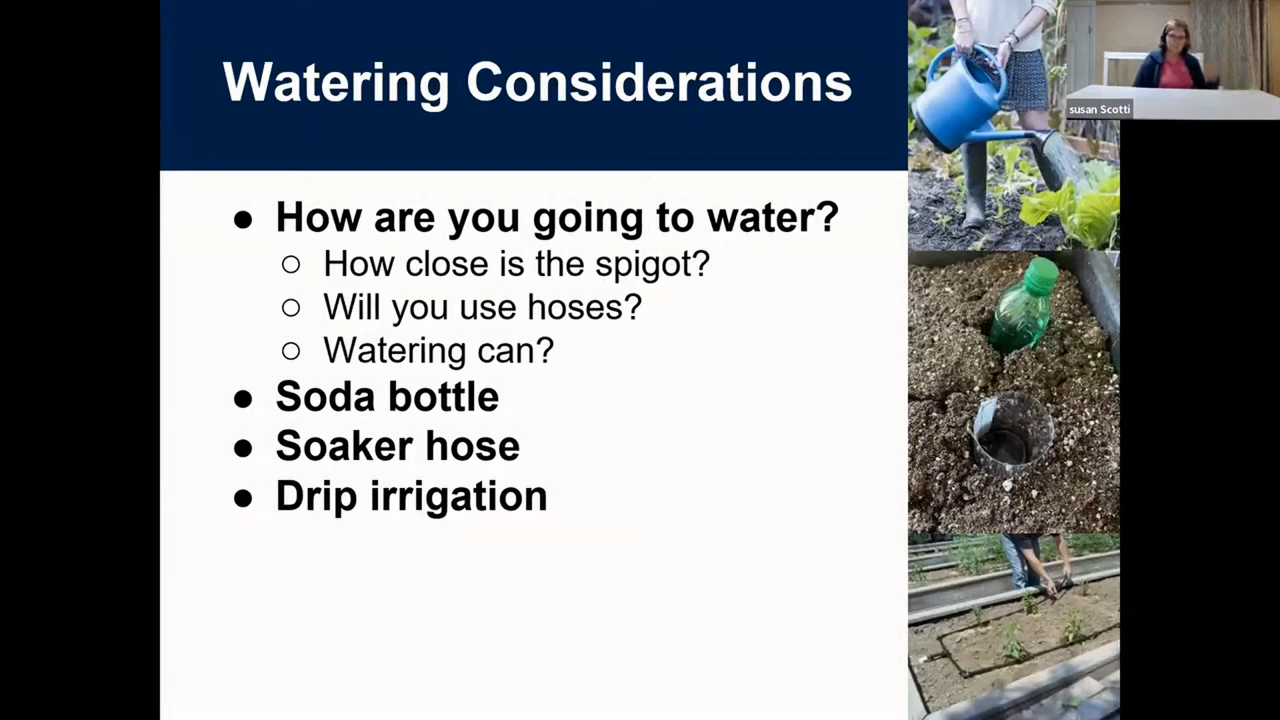 Watering Considerations
susan Scotti
● How are you going to water?
○ How close is the spigot?
○ Will you use hoses?
○ Watering can?
● Soda bottle
● Soaker hose
● Drip irrigation